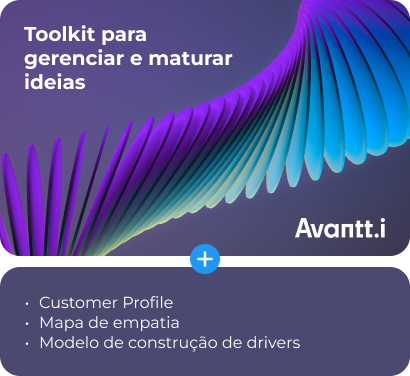 Toolkit para
gerenciar e maturar
ideias
Avantt.i
+
• Customer Profile
• Mapa de empatia
• Modelo de construção de drivers